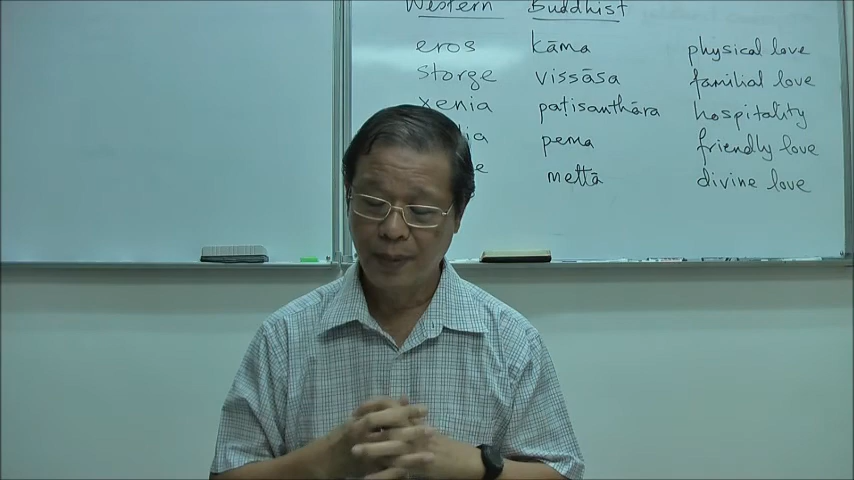 Western Buddhist
eros kāma physical love
storge vissāsa familial love
xenia paṭisanthāra hospitality
pema friendly love
mettā divine love